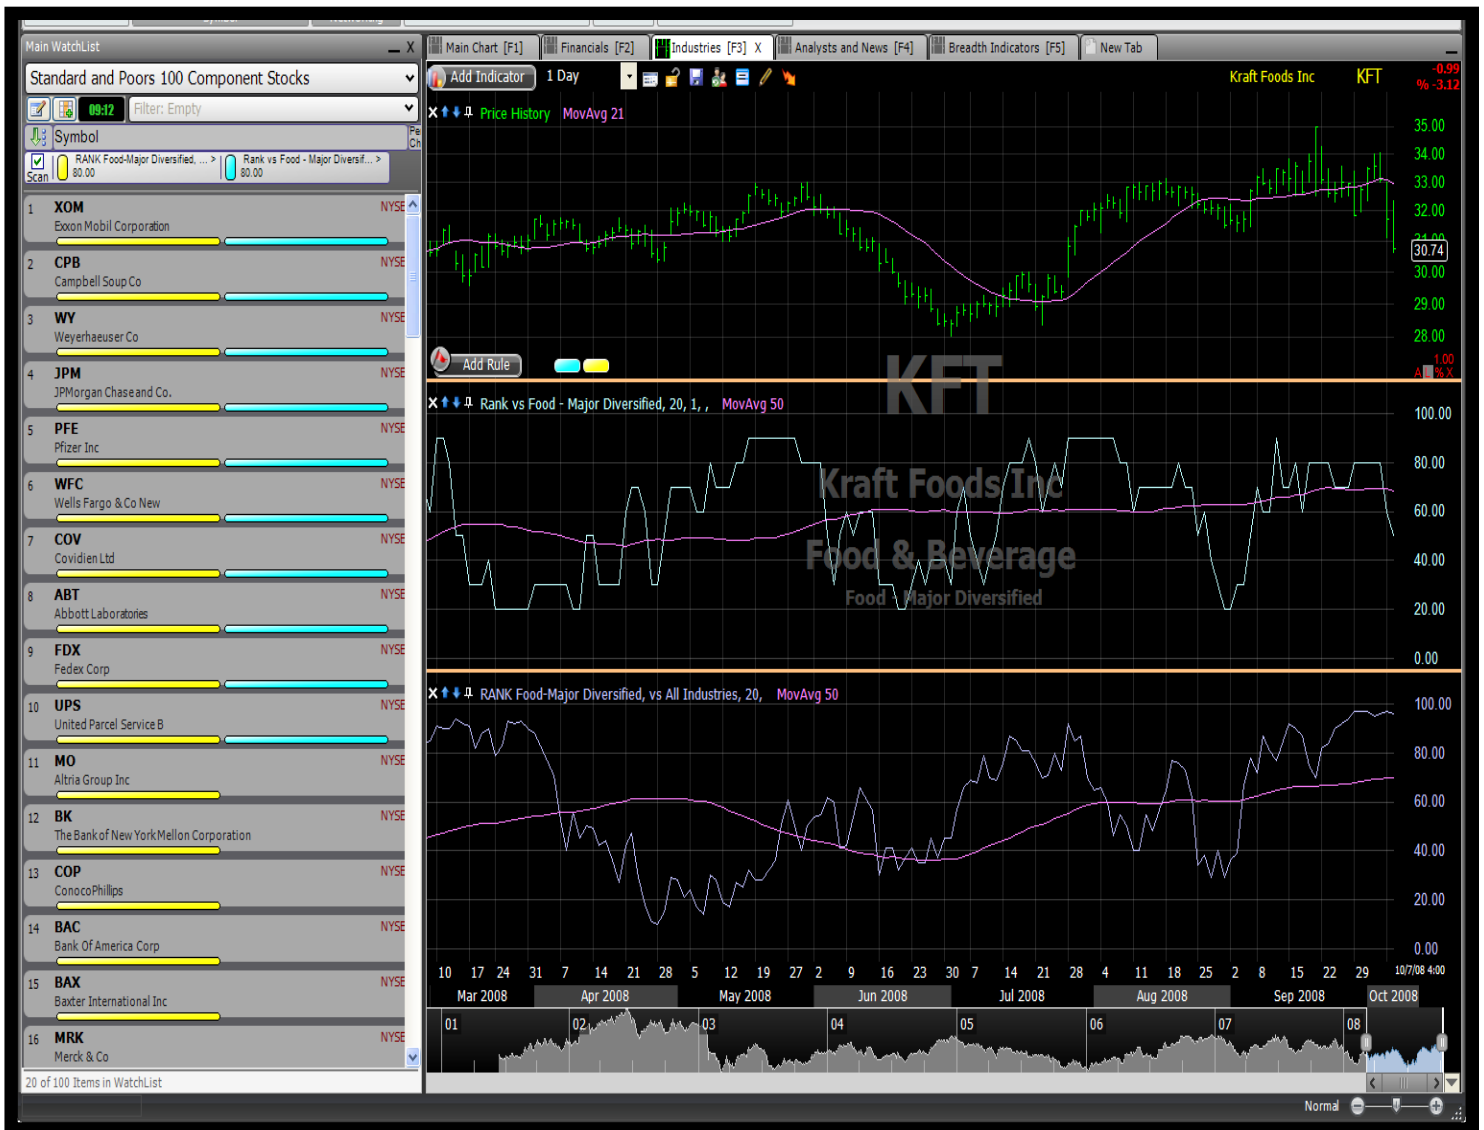 Main WatchList _ X
Standard and Poors 100 Component Stocks
09:12 Filter: Empty
Symbol
Scan RANK Food-Major Diversified, ... > Rank vs Food - Major Diversif... >
80.00 80.00
1 XOM NYSE
Exxon Mobil Corporation
2 CPB NYSE
Campbell Soup Co
3 WY NYSE
Weyerhaeuser Co
4 JPM NYSE
JPMorgan Chase and Co.
5 PFE NYSE
Pfizer Inc
6 WFC NYSE
Wells Fargo & Co New
7 COV NYSE
Covidien Ltd
8 ABT NYSE
Abbott Laboratories
9 FDX NYSE
Fedex Corp
10 UPS NYSE
United Parcel Service B
11 MO NYSE
Altria Group Inc
12 BK NYSE
The Bank of New York Mellon Corporation
13 COP NYSE
ConocoPhillips
14 BAC NYSE
Bank Of America Corp
15 BAX NYSE
Baxter International Inc
16 MRK NYSE
Merck & Co
20 of 100 Items in WatchList
Main Chart [F1] Financials [F2] Industries [F3] X Analysts and News [F4] Breadth Indicators [F5] New Tab
Add Indicator 1 Day Kraft Foods Inc KFT -0.99
% -3.12
Price History MovAvg 21
35.00
34.00
33.00
32.00
31.00
30.74
30.00
29.00
28.00
Add Rule
1.00
A L % X
KFT
Kraft Foods Inc
Food & Beverage
Food - Major Diversified
Rank vs Food - Major Diversified, 20, 1, , MovAvg 50
100.00
80.00
60.00
40.00
20.00
0.00
RANK Food-Major Diversified, vs All Industries, 20, MovAvg 50
100.00
80.00
60.00
40.00
20.00
0.00
10 17 24 31 7 14 21 28 5 12 19 27 2 9 16 23 30 7 14 21 28 4 11 18 25 2 8 15 22 29 10/7/08 4:00
Mar 2008 Apr 2008 May 2008 Jun 2008 Jul 2008 Aug 2008 Sep 2008 Oct 2008
01 02 03 04 05 06 07 08
Normal